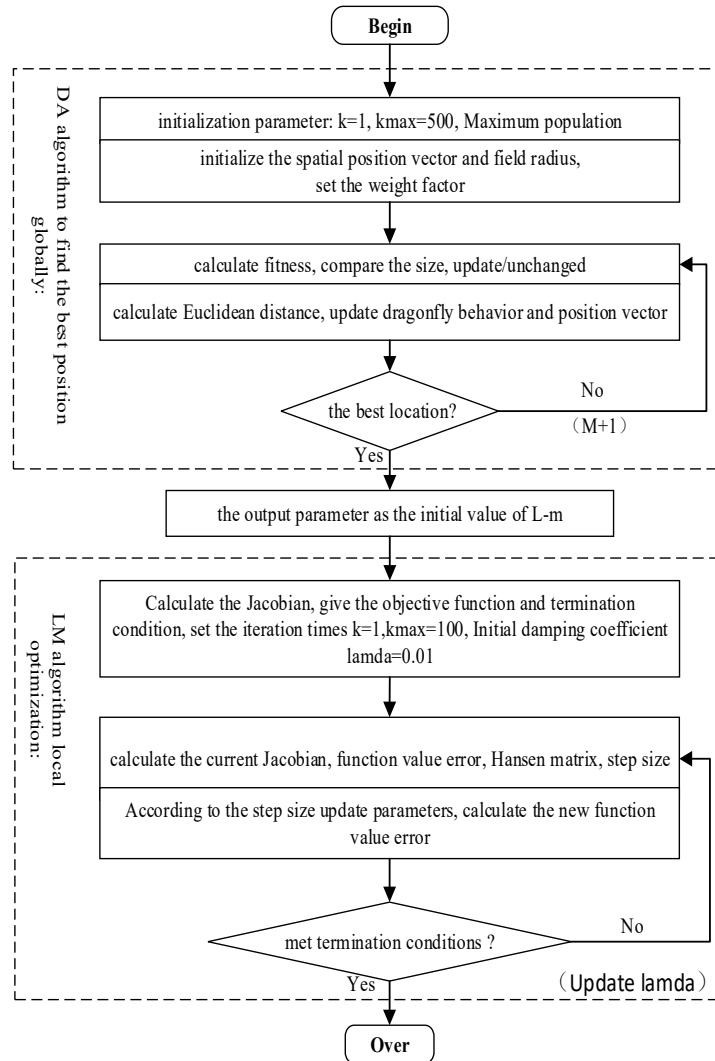 Begin
DA algorithm to find the best position
globally:
initialization parameter: k=1, kmax=500, Maximum population
initialize the spatial position vector and field radius,
set the weight factor
calculate fitness, compare the size, update/unchanged
calculate Euclidean distance, update dragonfly behavior and position vector
the best location?
No
（M+1）
Yes
the output parameter as the initial value of L-m
LM algorithm local
optimization:
Calculate the Jacobian, give the objective function and termination
condition, set the iteration times k=1,kmax=100, Initial damping coefficient
lamda=0.01
calculate the current Jacobian, function value error, Hansen matrix, step size
According to the step size update parameters, calculate the new function
value error
met termination conditions ?
No
Yes
（Update lamda）
Over